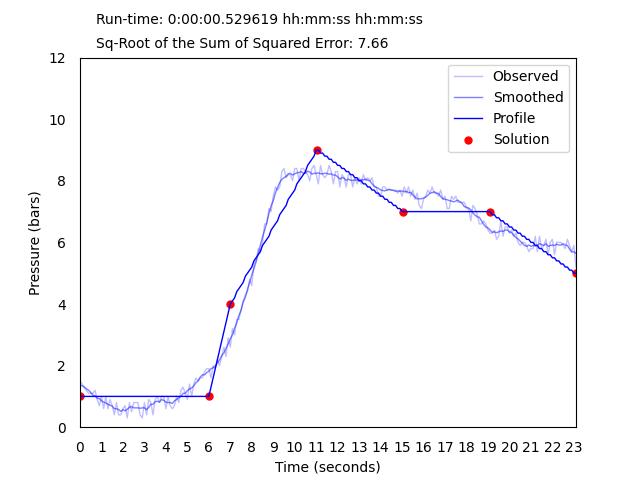 Run-time: 0:00:00.529619 hh:mm:ss hh:mm:ss
Sq-Root of the Sum of Squared Error: 7.66
12
10
8
6
4
2
0
Pressure (bars)
Observed
Smoothed
Profile
Solution
0 1 2 3 4 5 6 7 8 9 10 11 12 13 14 15 16 17 18 19 20 21 22 23
Time (seconds)